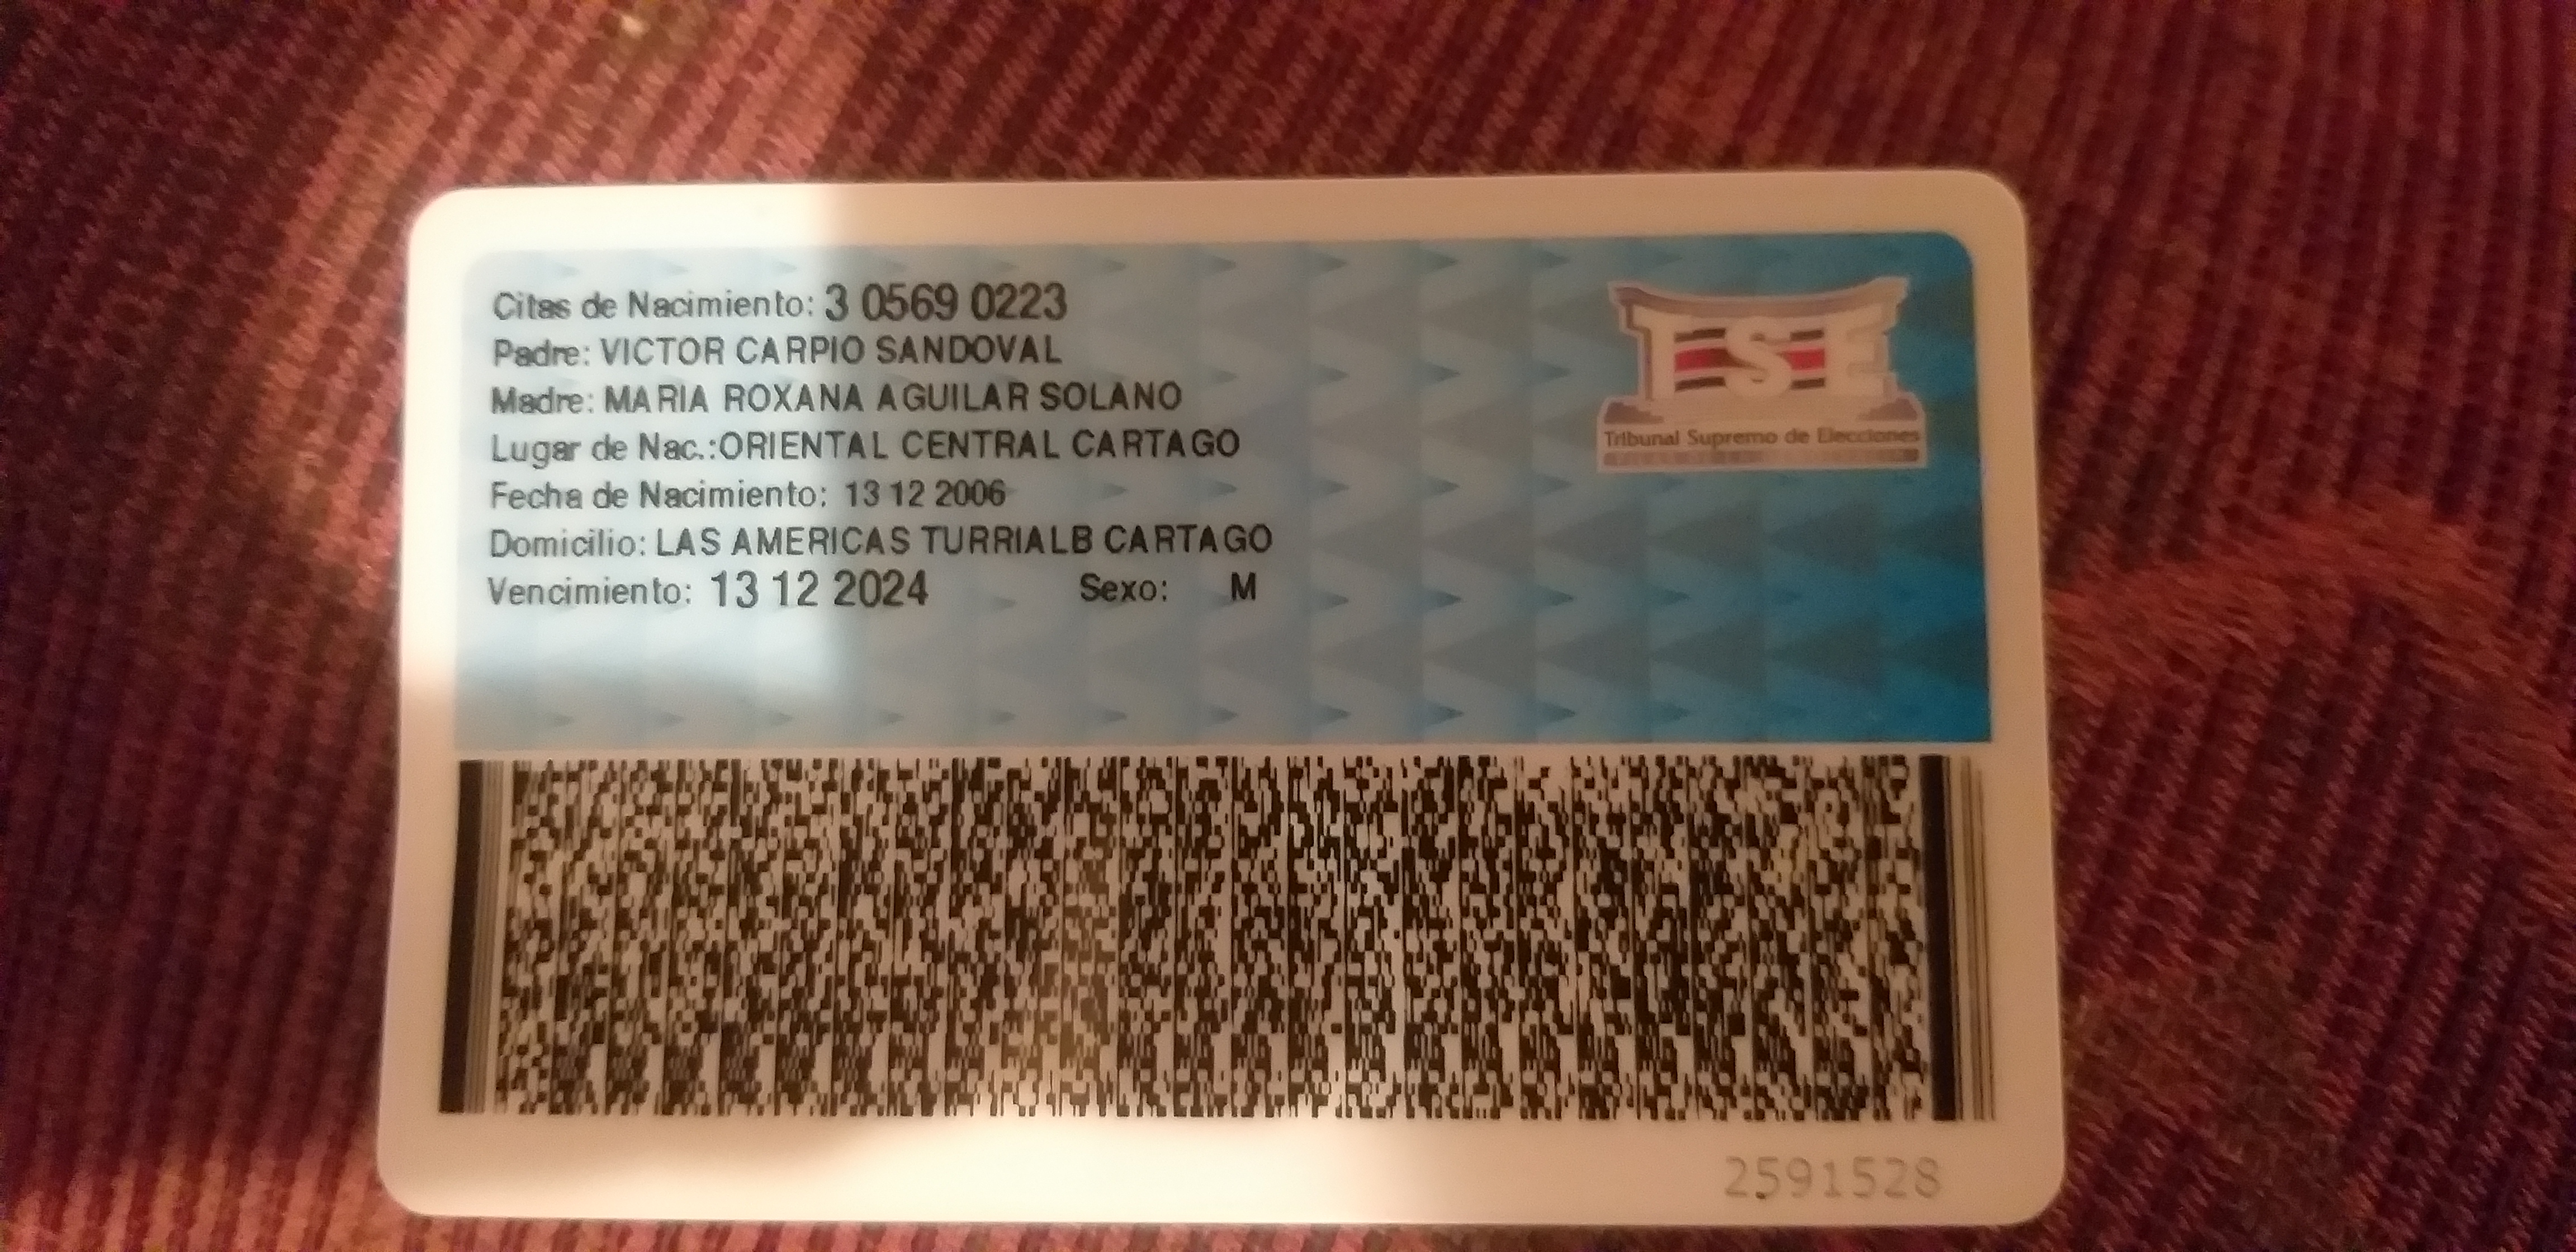 Citas de Nacimiento: 3 0569 0223
Padre: VICTOR CARPIO SANDOVAL
Madre: MARIA ROXANA AGUILAR SOLANO
Lugar de Nac.:ORIENTAL CENTRAL CARTAGO
Fecha de Nacimiento: 13 12 2006
Domicilio: LAS AMERICAS TURRIALB CARTAGO
Vencimiento: 13 12 2024 Sexo: M
TSE
Tribunal Supremo de Elecciones
2591528